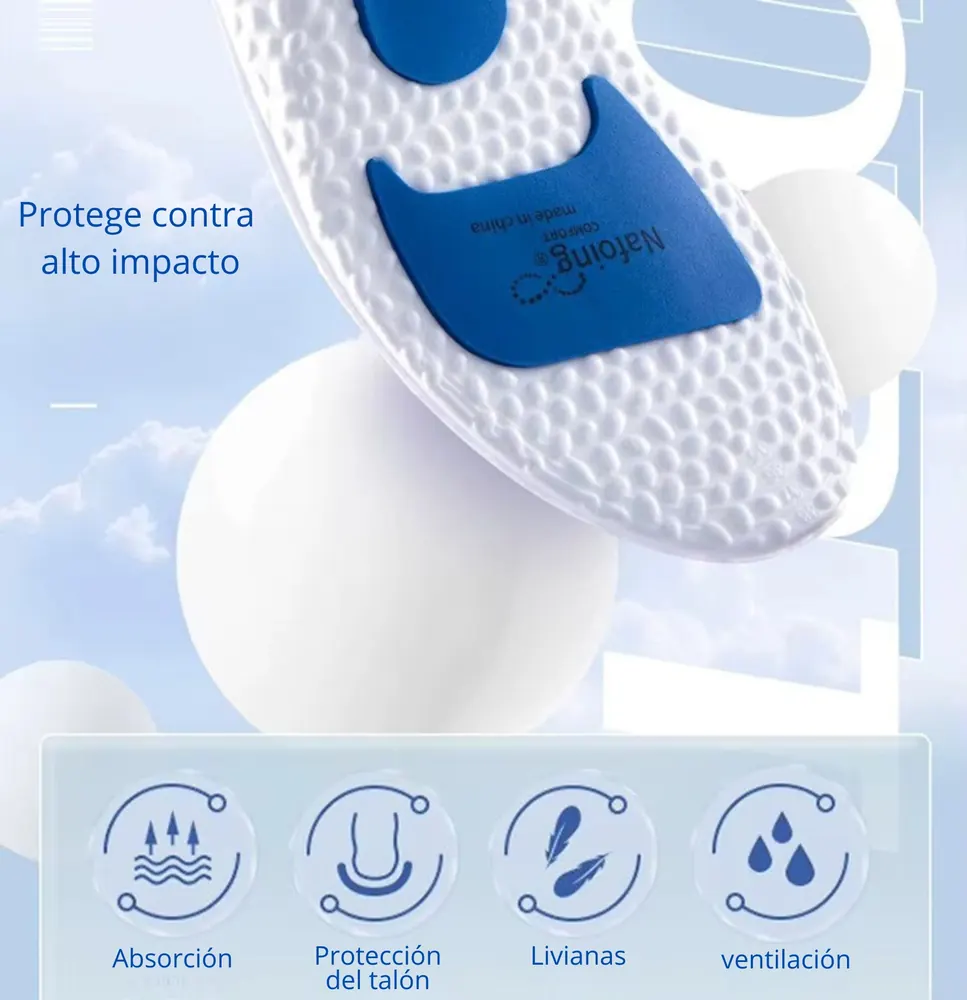 Protege contra
alto impacto
made in china
COMFORT
Nafoing®
Absorción
Protección
del talón
Livianas
ventilación